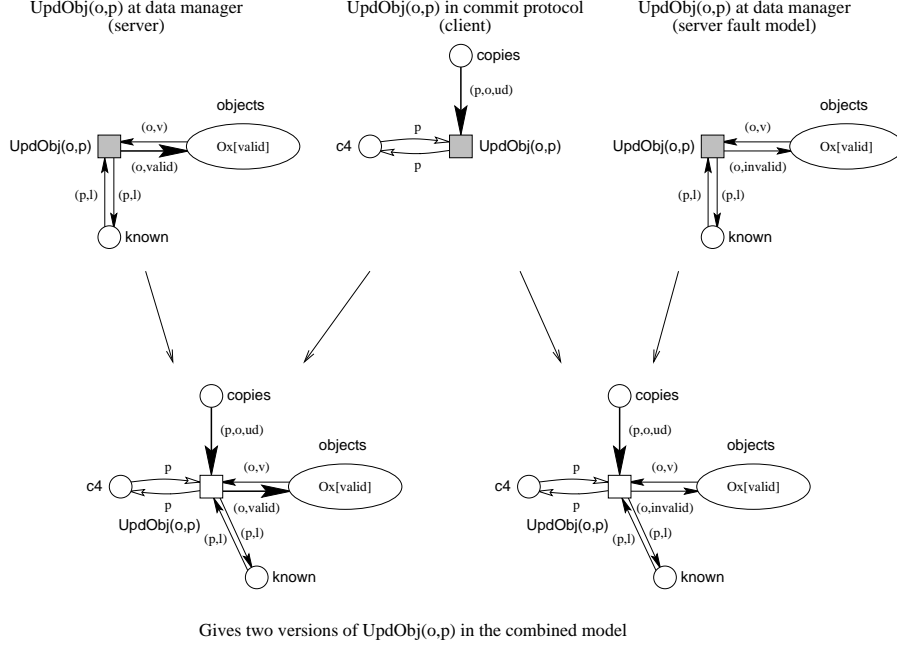 UpdObj(o,p) at data manager
(server)
UpdObj(o,p) in commit protocol
(client)
UpdObj(o,p) at data manager
(server fault model)
copies
(p,o,ud)
objects
(o,v)
Ox[valid]
UpdObj(o,p)
(o,valid)
(p,l)
(p,l)
known
c4
p
p
UpdObj(o,p)
objects
(o,v)
Ox[valid]
UpdObj(o,p)
(o,invalid)
(p,l)
(p,l)
known
copies
(p,o,ud)
objects
c4
p
p
(o,v)
Ox[valid]
(o,valid)
UpdObj(o,p)
(p,l)
(p,l)
known
copies
(p,o,ud)
objects
c4
p
p
(o,v)
Ox[valid]
(o,invalid)
UpdObj(o,p)
(p,l)
(p,l)
known
Gives two versions of UpdObj(o,p) in the combined model